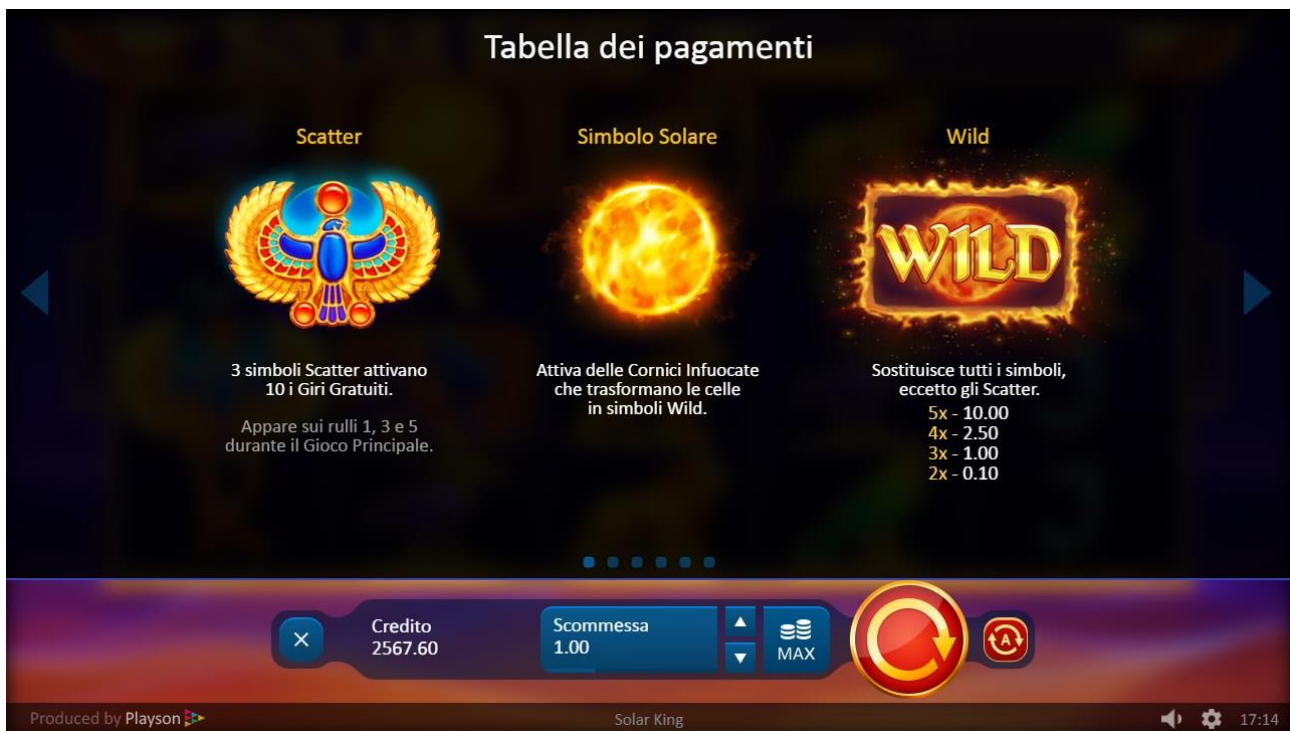 Tabella dei pagamenti
Scatter
3 simboli Scatter attivano
10 i Giri Gratuiti.
Appare sui rulli 1, 3 e 5
durante il Gioco Principale.
Simbolo Solare
Attiva delle Cornici Infuocate
che trasformano le celle
in simboli Wild.
Wild
WILD
Sostituisce tutti i simboli,
eccetto gli Scatter.
5x - 10.00
4x - 2.50
3x - 1.00
2x - 0.10
Credito
2567.60
Scommessa
1.00
MAX
A
Produced by Playson
Solar King
17:14